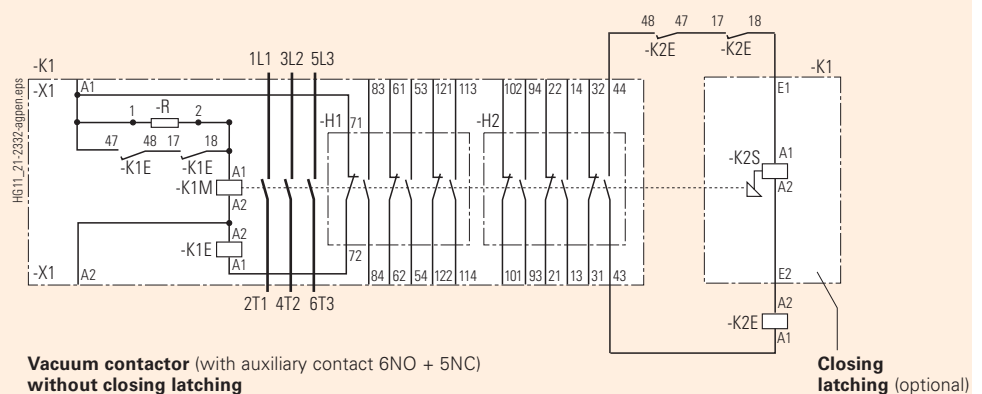 48 47 17 18
-K2E -K2E
1L1 3L2 5L3
-K1 -K1
-X1 A1 83 61 53 121 113 102 94 22 14 32 44 E1
1 -R 2 -H1 71 -H2
47 48 17 18
-K1E -K1E
-K2S A1
A2
-K1M A1
A2
-K1E A2
A1
72
-X1 A2 84 62 54 122 114 101 93 21 13 31 43 E2
2T1 4T2 6T3
-K2E A2
A1
HG11_21-2332-agpen.eps
Vacuum contactor (with auxiliary contact 6NO + 5NC)
without closing latching
Closing
latching (optional)